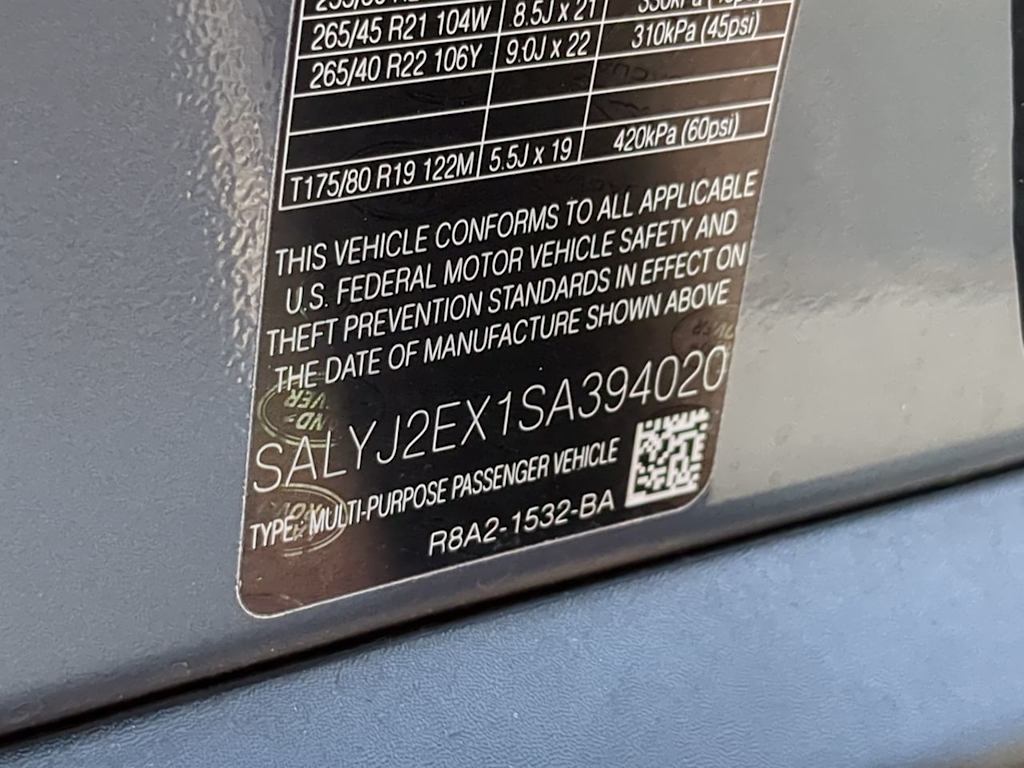 265/45 R21 104W 8.5J x 21
265/40 R22 106Y 9.0J x 22 310kPa (45psi)
T175/80 R19 122M 5.5J x 19 420kPa (60psi)
THIS VEHICLE CONFORMS TO ALL APPLICABLE
U.S. FEDERAL MOTOR VEHICLE SAFETY AND
THEFT PREVENTION STANDARDS IN EFFECT ON
THE DATE OF MANUFACTURE SHOWN ABOVE
SALYJ2EX1SA394020
TYPE: MULTI-PURPOSE PASSENGER VEHICLE
R8A2-1532-BA